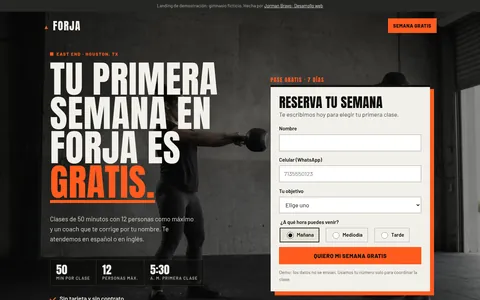 Landing de demostración: gimnasio ficticio. Hecha por Jorman Bravo · Desarrollo web
FORJA
SEMANA GRATIS
EAST END · HOUSTON, TX
TU PRIMERA
SEMANA EN
FORJA ES
GRATIS.
Clases de 50 minutos con 12 personas como máximo
y un coach que te corrige por tu nombre. Te
atendemos en español o en inglés.
50
MIN POR CLASE
12
PERSONAS MÁX.
5:30
A. M. PRIMERA CLASE
Sin tarjeta y sin contrato
PASE GRATIS · 7 DÍAS
RESERVA TU SEMANA
Te escribimos hoy para elegir tu primera clase.
Nombre
Celular (WhatsApp)
7135550123
Tu objetivo
Elige uno
¿A qué hora puedes venir?
Mañana
Mediodía
Tarde
QUIERO MI SEMANA GRATIS
Demo: los datos no se envían. Usamos tu número solo para coordinar la
clase.